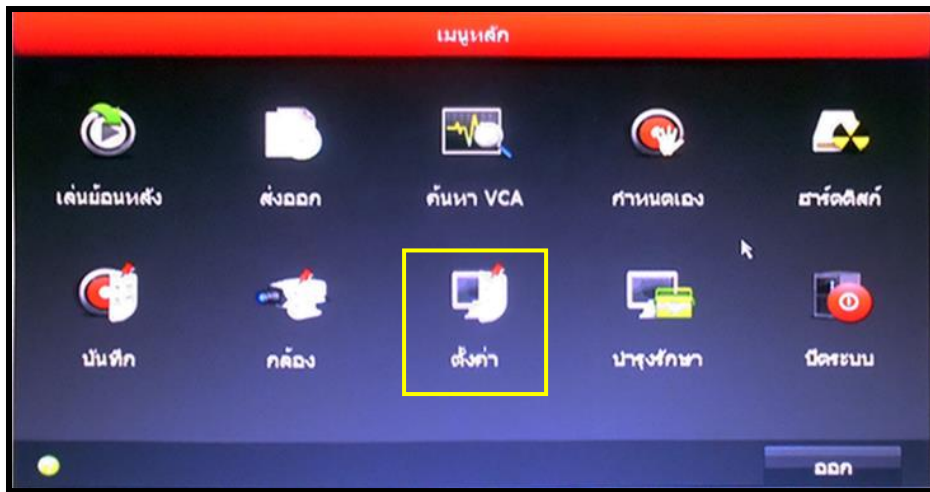 เมนูหลัก
เล่นย้อนหลัง ส่งออก ค้นหา VCA กำหนดเอง ฮาร์ดดิสก์
บันทึก กล้อง ตั้งค่า บำรุงรักษา ปิดระบบ
ออก